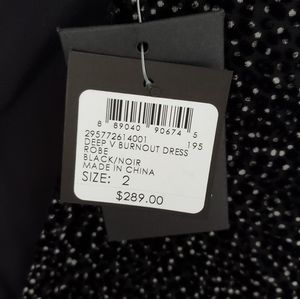 8 89040 90674 5
295772614001 195
DEEP V BURNOUT DRESS
ROBE
BLACK/NOIR
MADE IN CHINA
SIZE: 2
$289.00